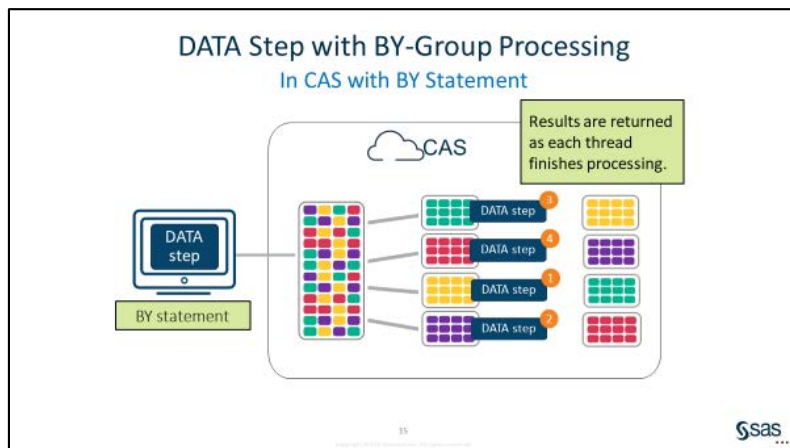 DATA Step with BY-Group Processing
In CAS with BY Statement
Results are returned
as each thread
finishes processing.
CAS
DATA
step
BY statement
DATA step
3
DATA step
4
DATA step
1
DATA step
2
15
sas